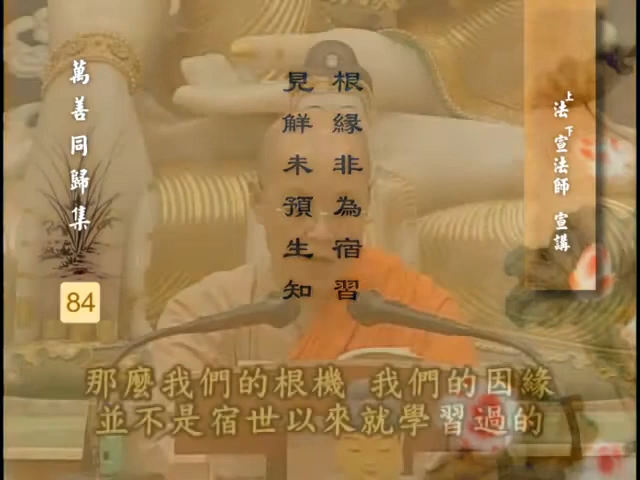 萬善同歸集
84
根緣非為宿習
見解未預生知
上法下宣法師 宣講
那麼我們的根機 我們的因緣
並不是宿世以來就學習過的